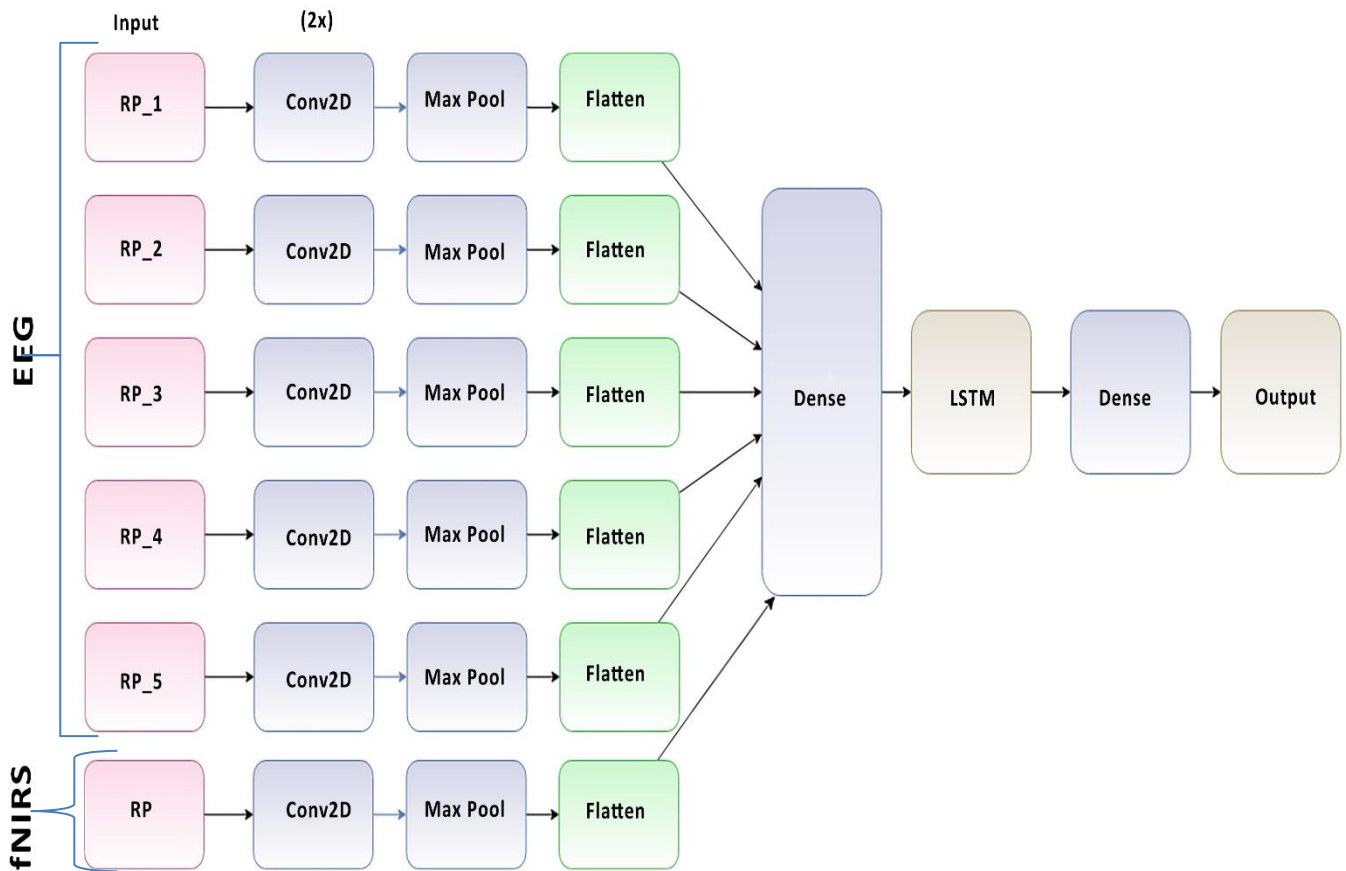 Input
(2x)
RP_1
Conv2D
Max Pool
Flatten
RP_2
Conv2D
Max Pool
Flatten
EEG
RP_3
Conv2D
Max Pool
Flatten
Dense
LSTM
Dense
Output
RP_4
Conv2D
Max Pool
Flatten
RP_5
Conv2D
Max Pool
Flatten
fNIRS
RP
Conv2D
Max Pool
Flatten